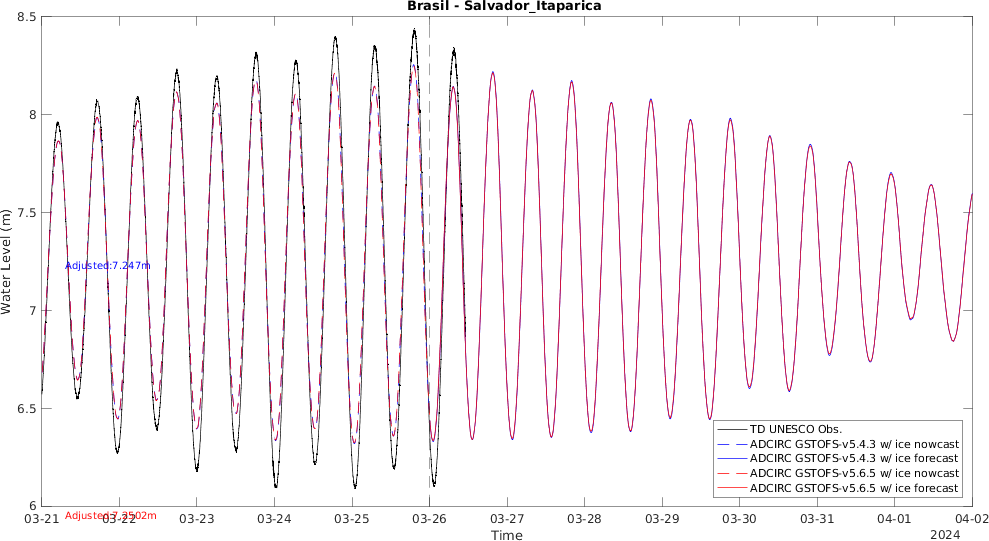 Brasil - Salvador_Itaparica
8.5
8
7.5
7
6.5
6
Water Level (m)
Adjusted:7.247m
Adjusted:7.2502m
03-21
03-22
03-23
03-24
03-25
03-26
03-27
03-28
03-29
03-30
03-31
04-01
04-02
Time
2024
TD UNESCO Obs.
ADCIRC GSTOFS-v5.4.3 w/ ice nowcast
ADCIRC GSTOFS-v5.4.3 w/ ice forecast
ADCIRC GSTOFS-v5.6.5 w/ ice nowcast
ADCIRC GSTOFS-v5.6.5 w/ ice forecast